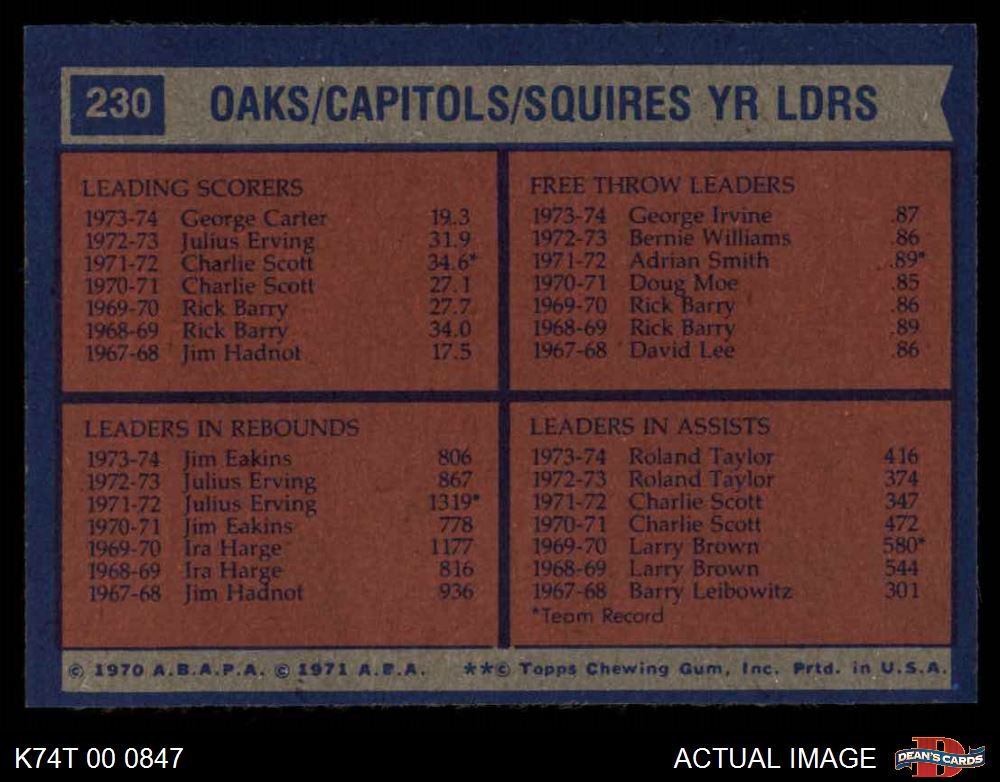 230 OAKS/CAPITOLS/SQUIRES YR LDRS
LEADING SCORERS
1973-74 George Carter 19.3
1972-73 Julius Erving 31.9
1971-72 Charlie Scott 34.6*
1970-71 Charlie Scott 27.1
1969-70 Rick Barry 27.7
1968-69 Rick Barry 34.0
1967-68 Jim Hadnot 17.5
FREE THROW LEADERS
1973-74 George Irvine .87
1972-73 Bernie Williams .86
1971-72 Adrian Smith .89*
1970-71 Doug Moe .85
1969-70 Rick Barry .86
1968-69 Rick Barry .89
1967-68 David Lee .86
LEADERS IN REBOUNDS
1973-74 Jim Eakins 806
1972-73 Julius Erving 867
1971-72 Julius Erving 1319*
1970-71 Jim Eakins 778
1969-70 Ira Harge 1177
1968-69 Ira Harge 816
1967-68 Jim Hadnot 936
LEADERS IN ASSISTS
1973-74 Roland Taylor 416
1972-73 Roland Taylor 374
1971-72 Charlie Scott 347
1970-71 Charlie Scott 472
1969-70 Larry Brown 580*
1968-69 Larry Brown 544
1967-68 Barry Leibowitz 301
*Team Record
© 1970 A.B.A.P.A. © 1971 A.B.A. **© Topps Chewing Gum, Inc. Prtd. in U.S.A.
K74T 00 0847 ACTUAL IMAGE
D
DEAN'S CARDS